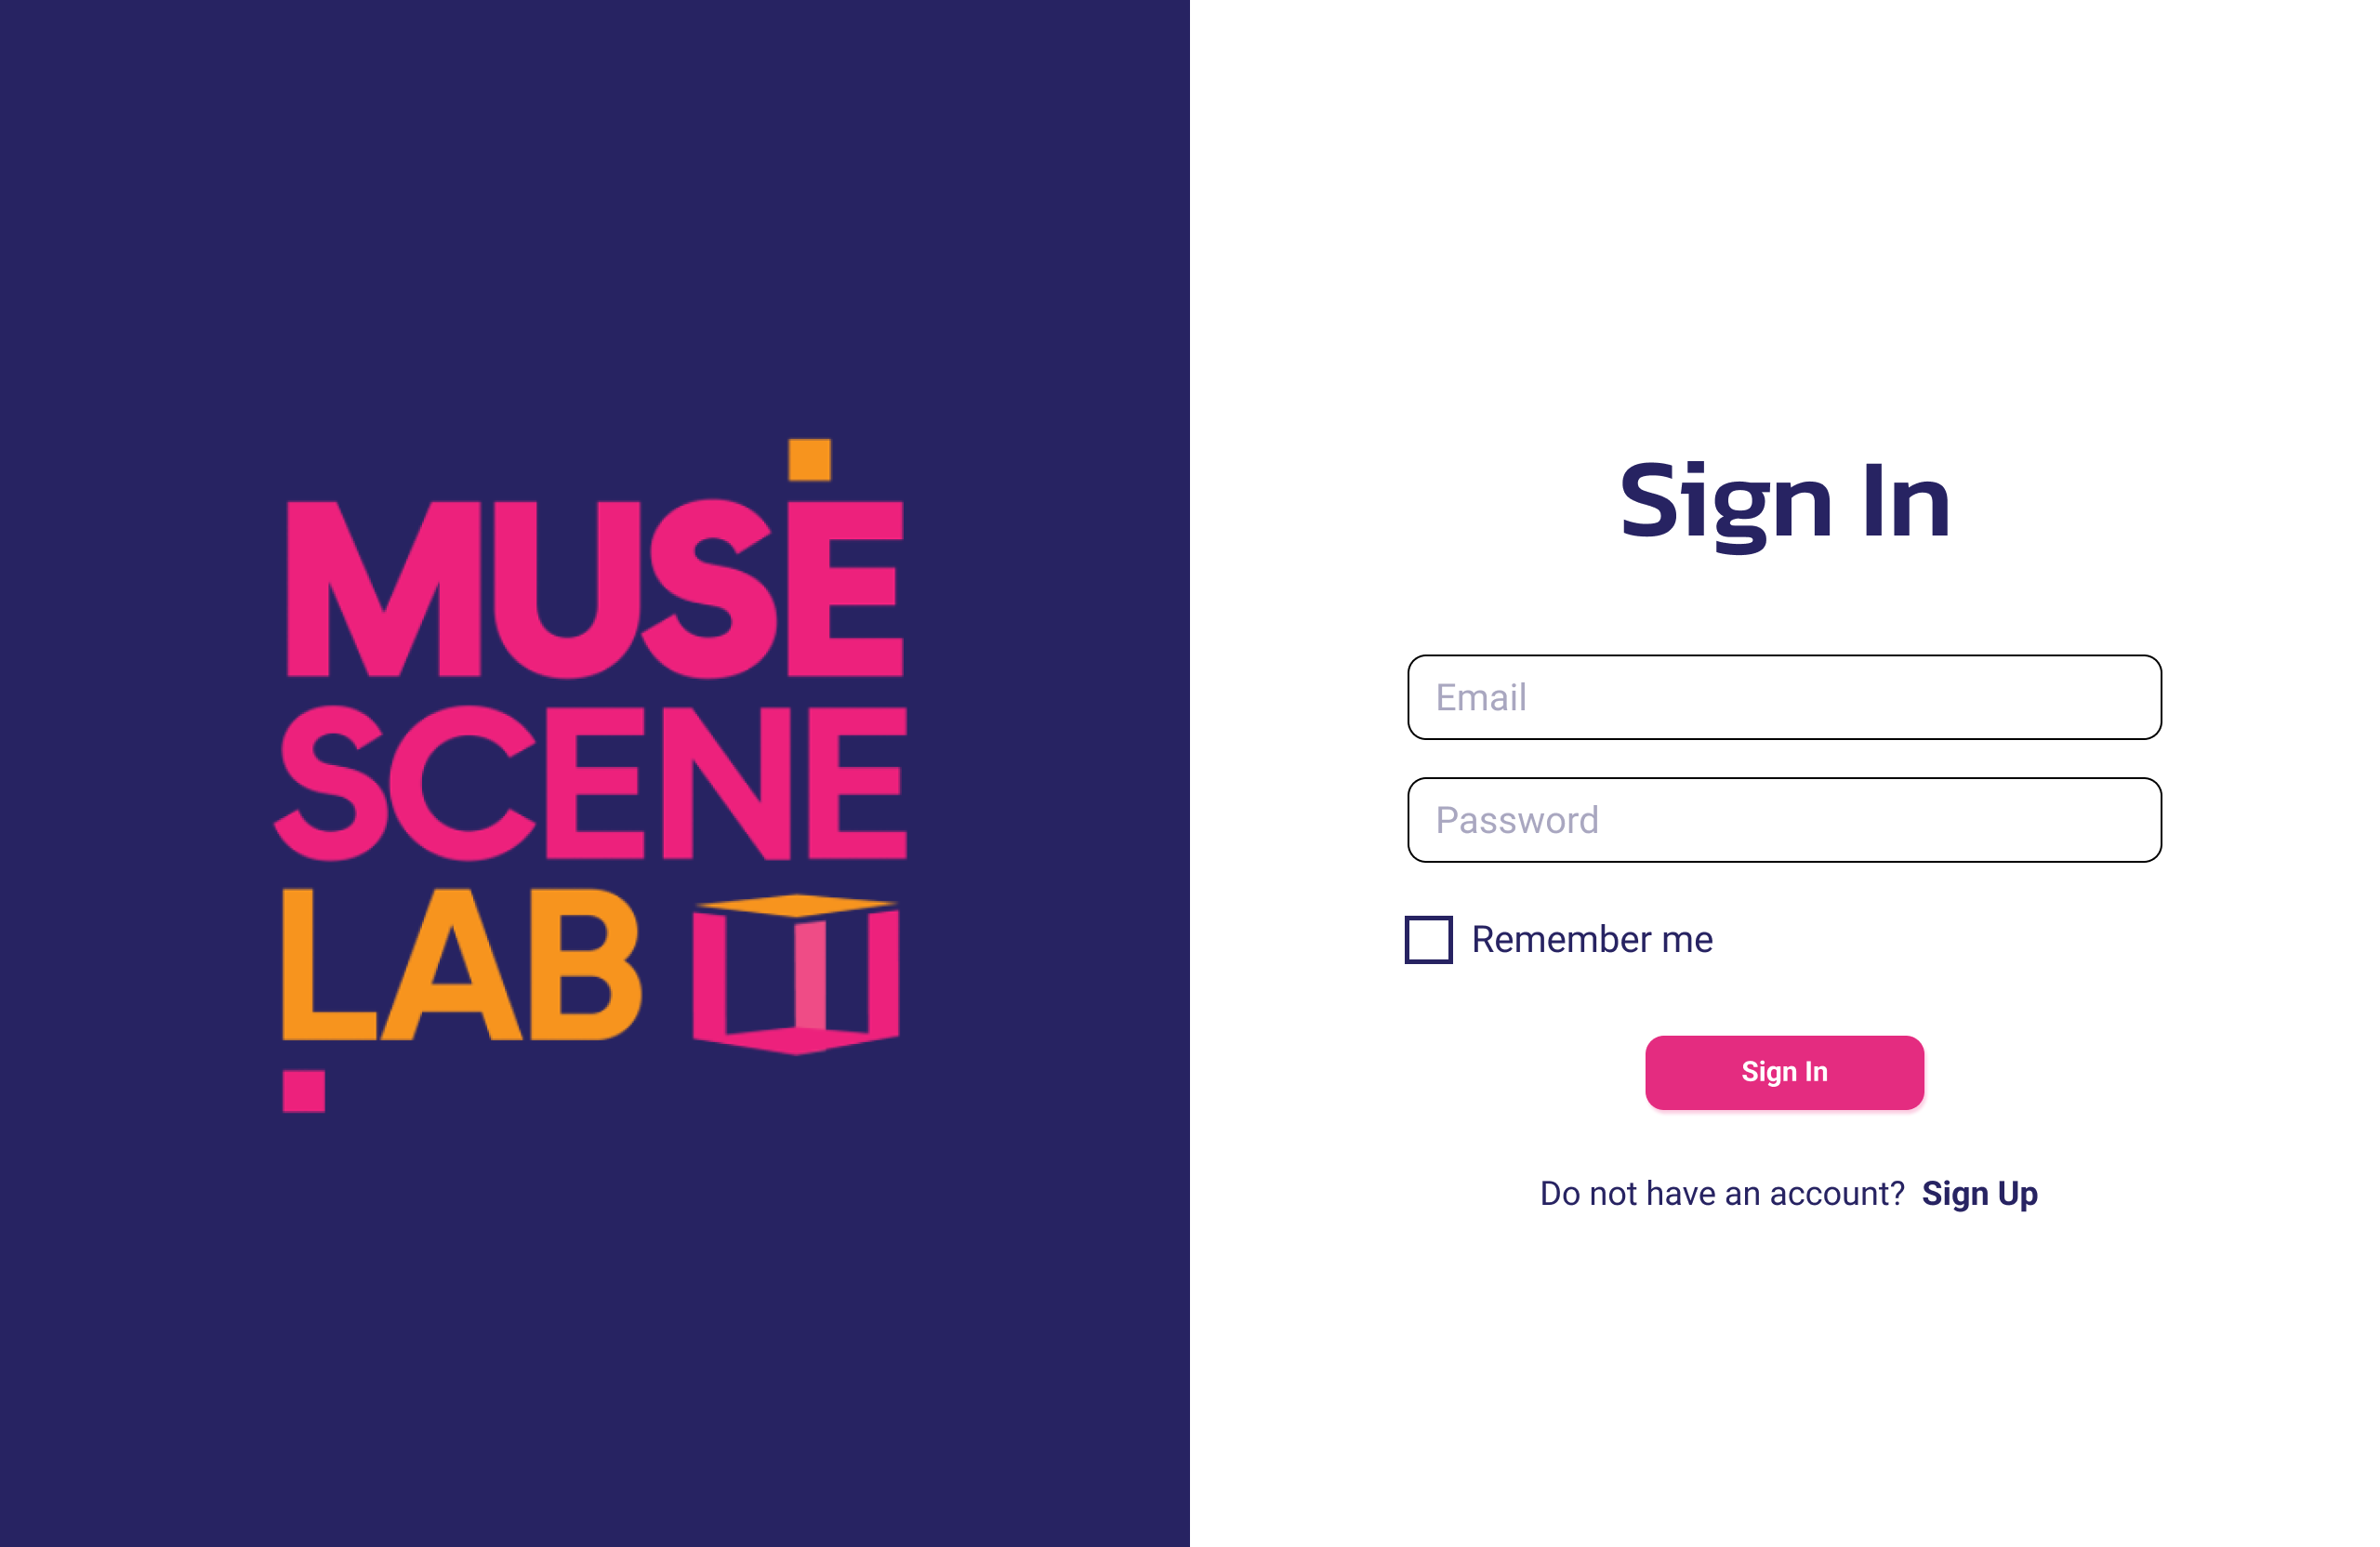 MUSE
SCENE
LAB
Sign In
Email
Password
Remember me
Sign In
Do not have an account? Sign Up